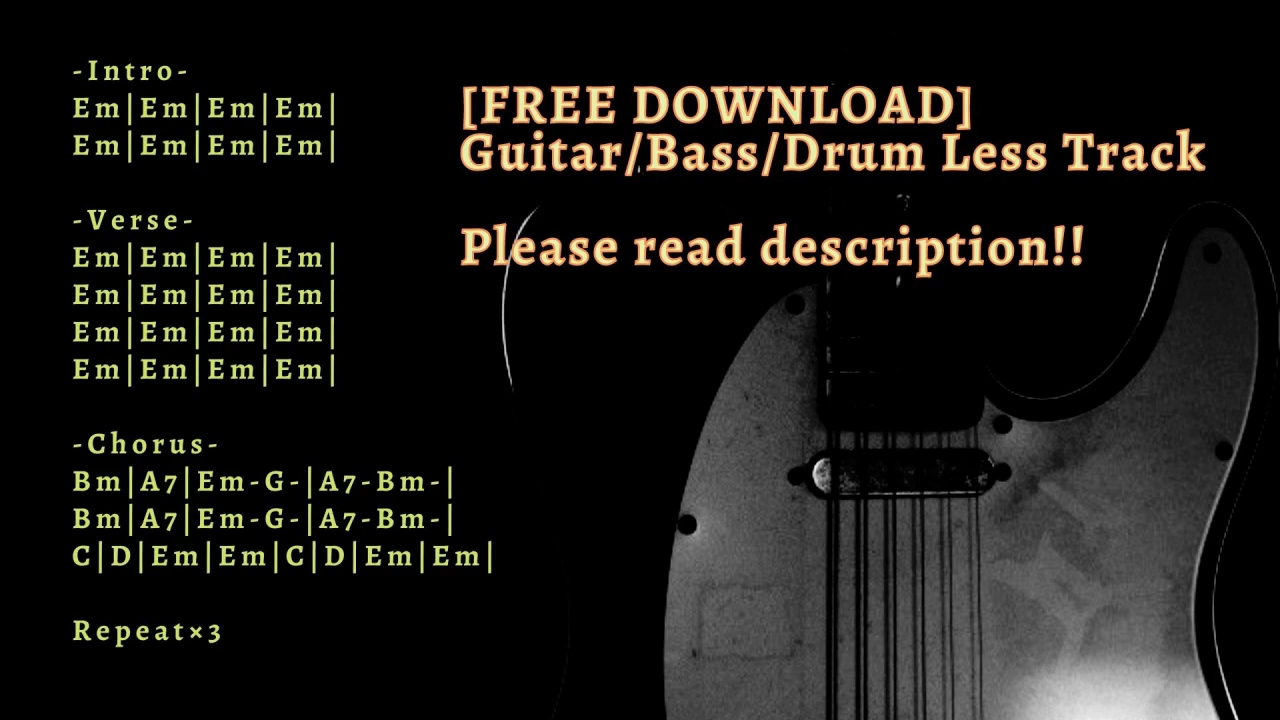 -Intro-
Em|Em|Em|Em|
Em|Em|Em|Em|

-Verse-
Em|Em|Em|Em|
Em|Em|Em|Em|
Em|Em|Em|Em|
Em|Em|Em|Em|

-Chorus-
Bm|A7|Em-G-|A7-Bm-|
Bm|A7|Em-G-|A7-Bm-|
C|D|Em|Em|C|D|Em|Em|

Repeat×3

[FREE DOWNLOAD]
Guitar/Bass/Drum Less Track
Please read description!!